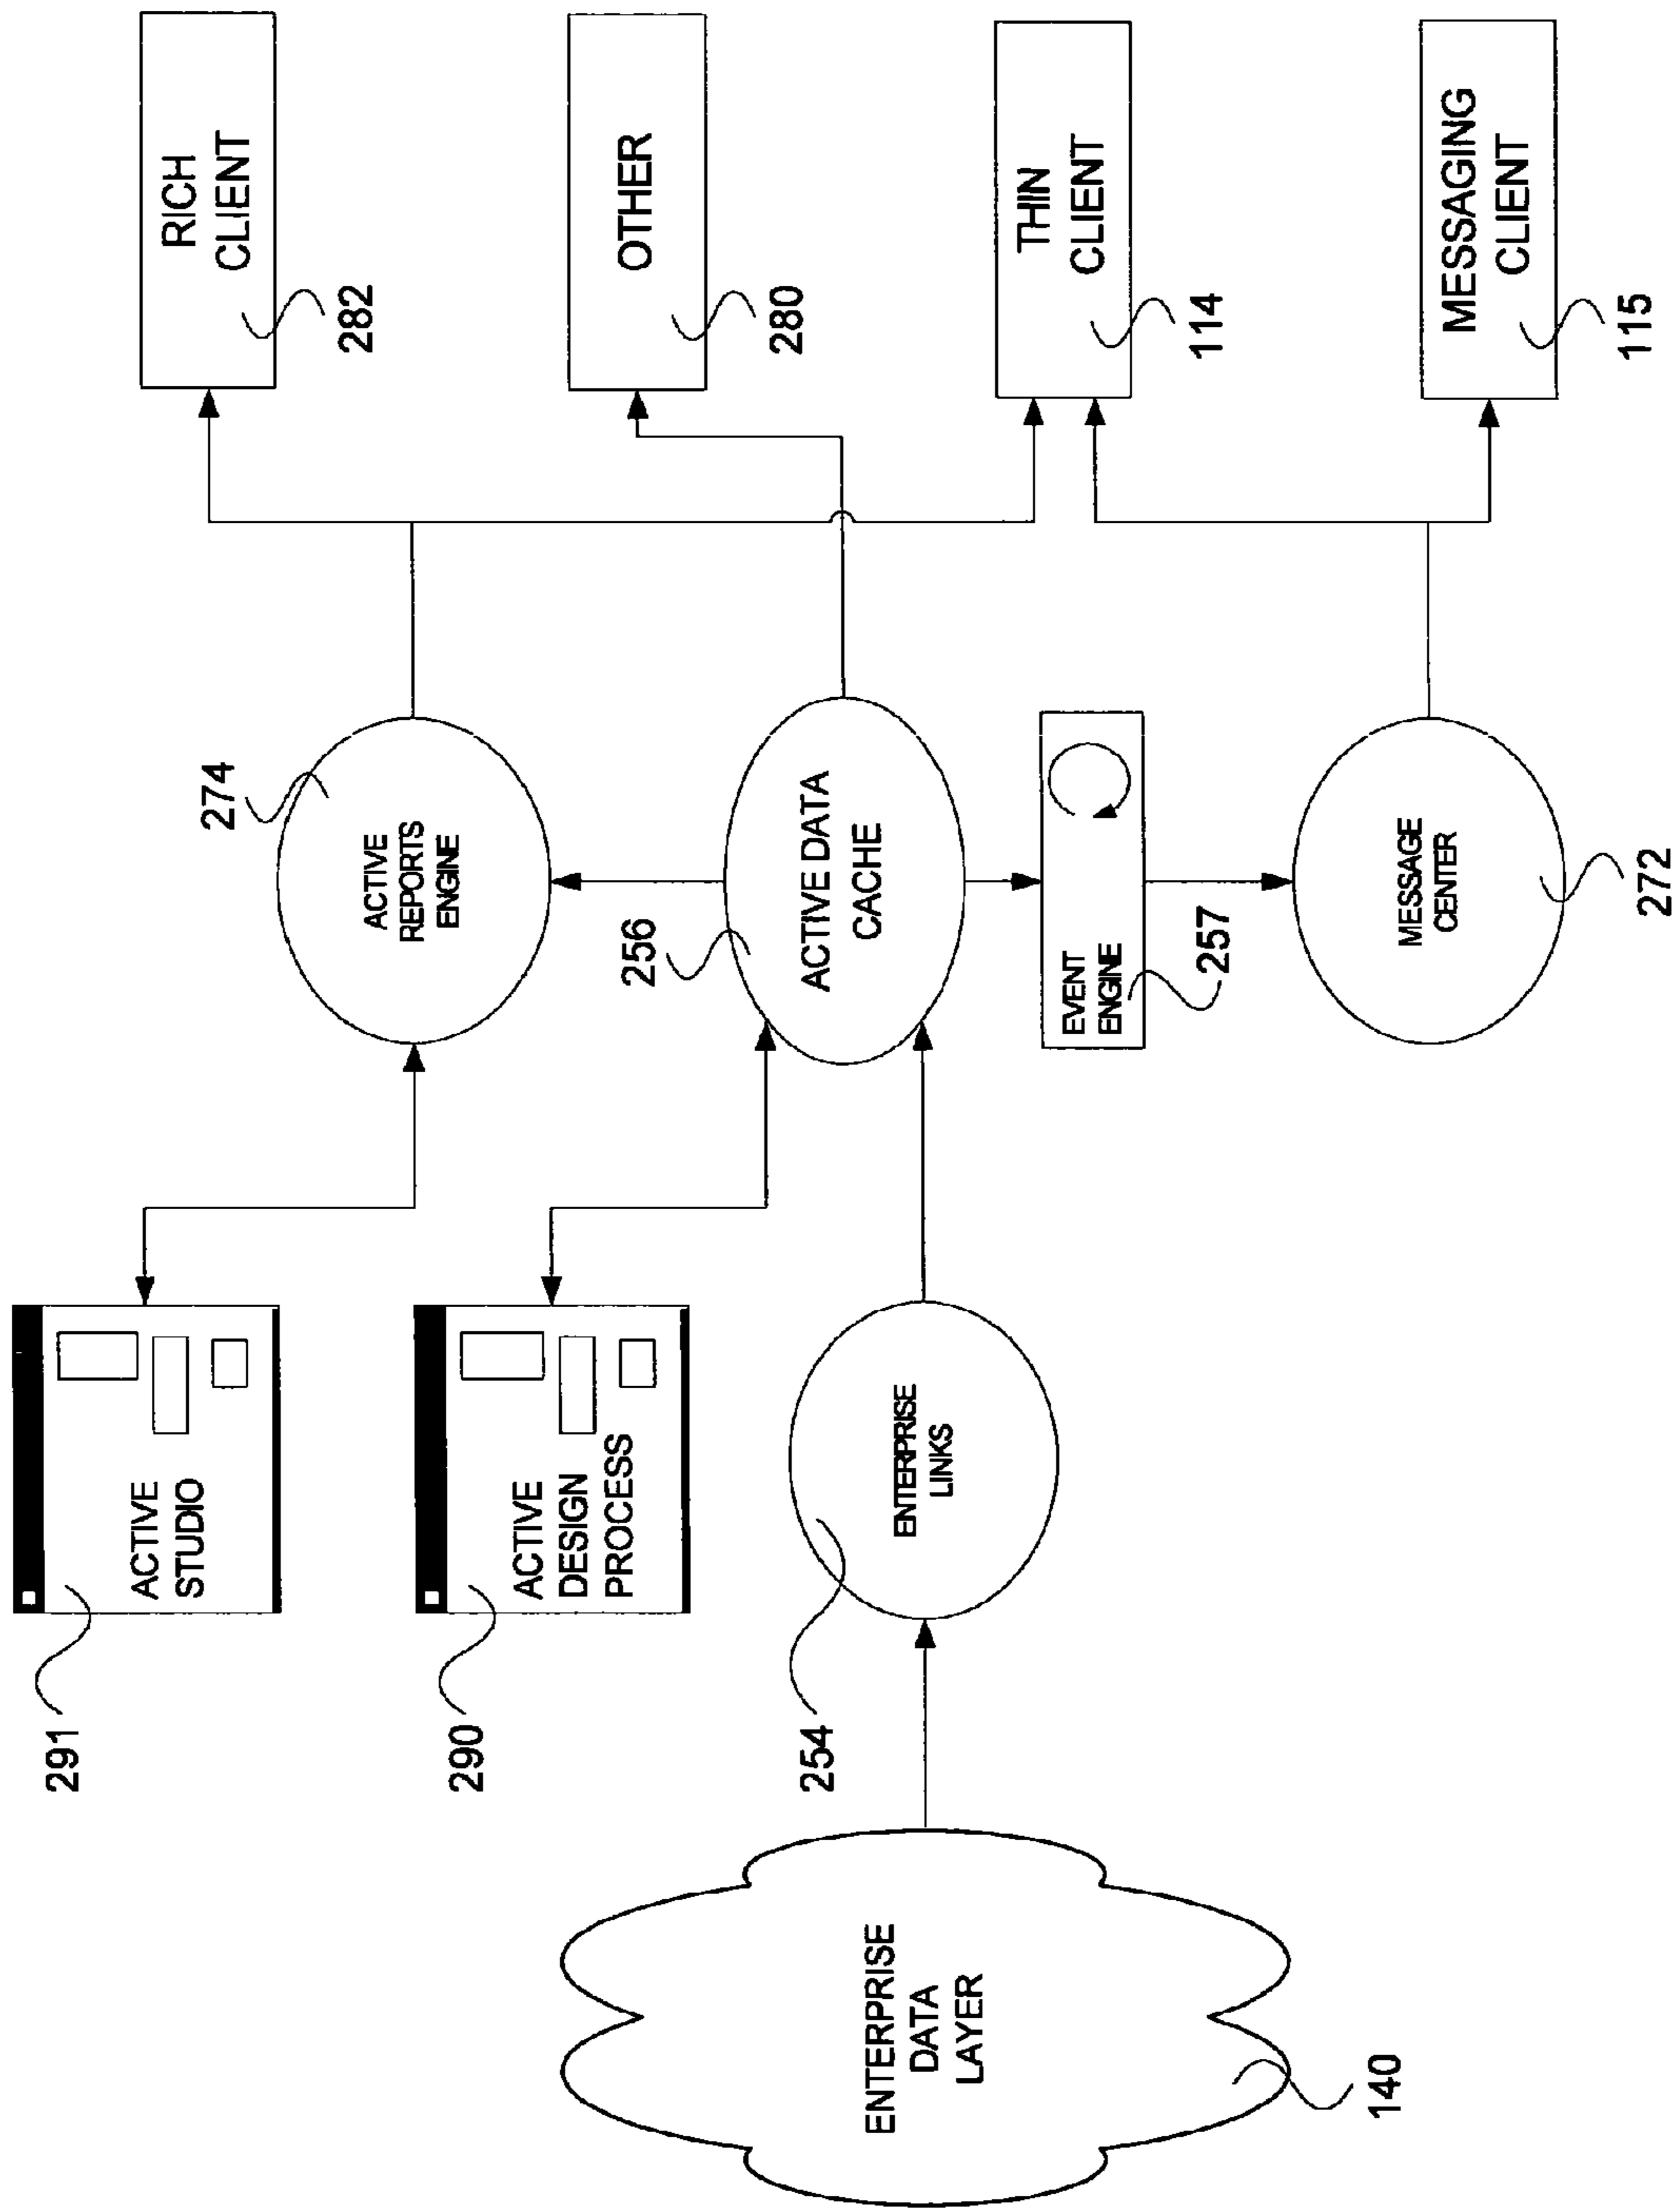 291
ACTIVE
STUDIO
290
ACTIVE
DESIGN
PROCESS
254
ENTERPRISE
LINKS
ENTERPRISE
DATA
LAYER
140
274
ACTIVE
REPORTS
ENGINE
256
ACTIVE DATA
CACHE
EVENT
ENGINE
257
MESSAGE
CENTER
272
RICH
CLIENT
282
OTHER
280
THIN
CLIENT
114
MESSAGING
CLIENT
115